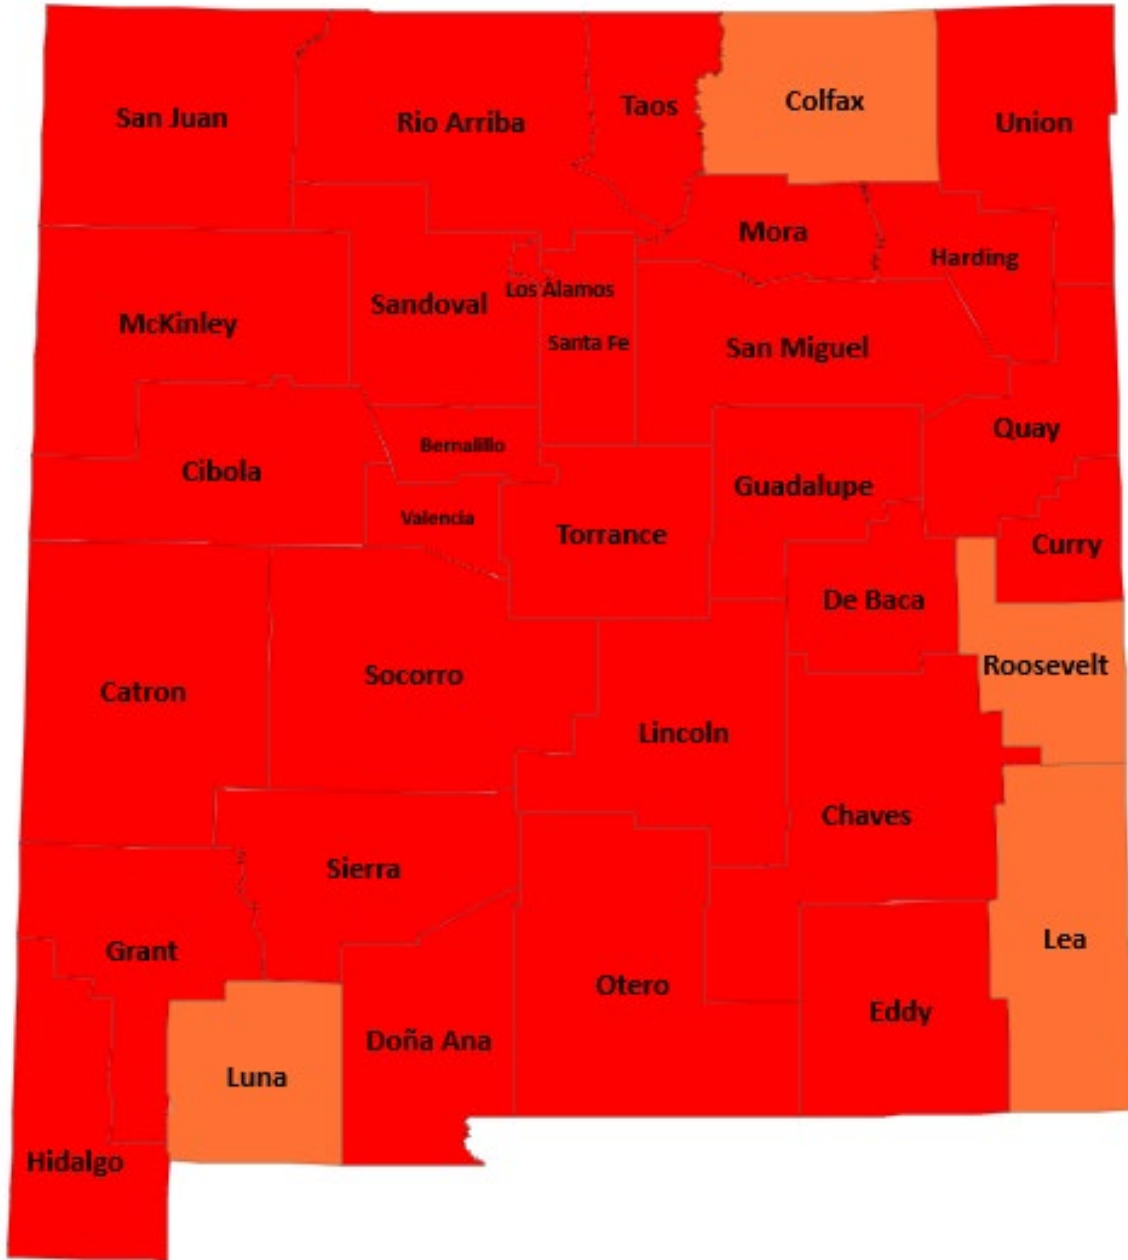 Colfax
Taos
San Juan
Rio Arriba
Union
Mora
Harding
Los Alamos
Sandoval
McKinley
Santa Fe
San Miguel
Quay
Bernalillo
Cibola
Guadalupe
Valencia
Torrance
Curry
De Baca
Roosevelt
Socorro
Catron
Lincoln
Chaves
Sierra
Lea
Grant
Otero
Eddy
Doña Ana
Luna
Hidalgo